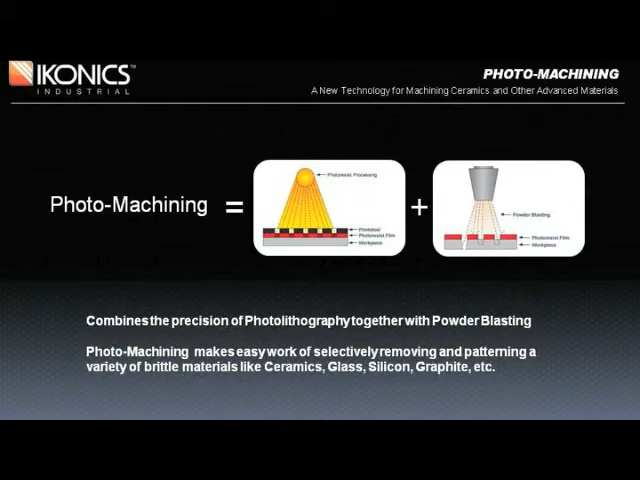 IKONICS™
INDUSTRIAL
PHOTO-MACHINING
A New Technology for Machining Ceramics and Other Advanced Materials
Photo-Machining = +
Photoresist Processing
Phototool
Photoresist Film
Workpiece
Powder Blasting
Photoresist Film
Workpiece
Combines the precision of Photolithography together with Powder Blasting
Photo-Machining makes easy work of selectively removing and patterning a
variety of brittle materials like Ceramics, Glass, Silicon, Graphite, etc.